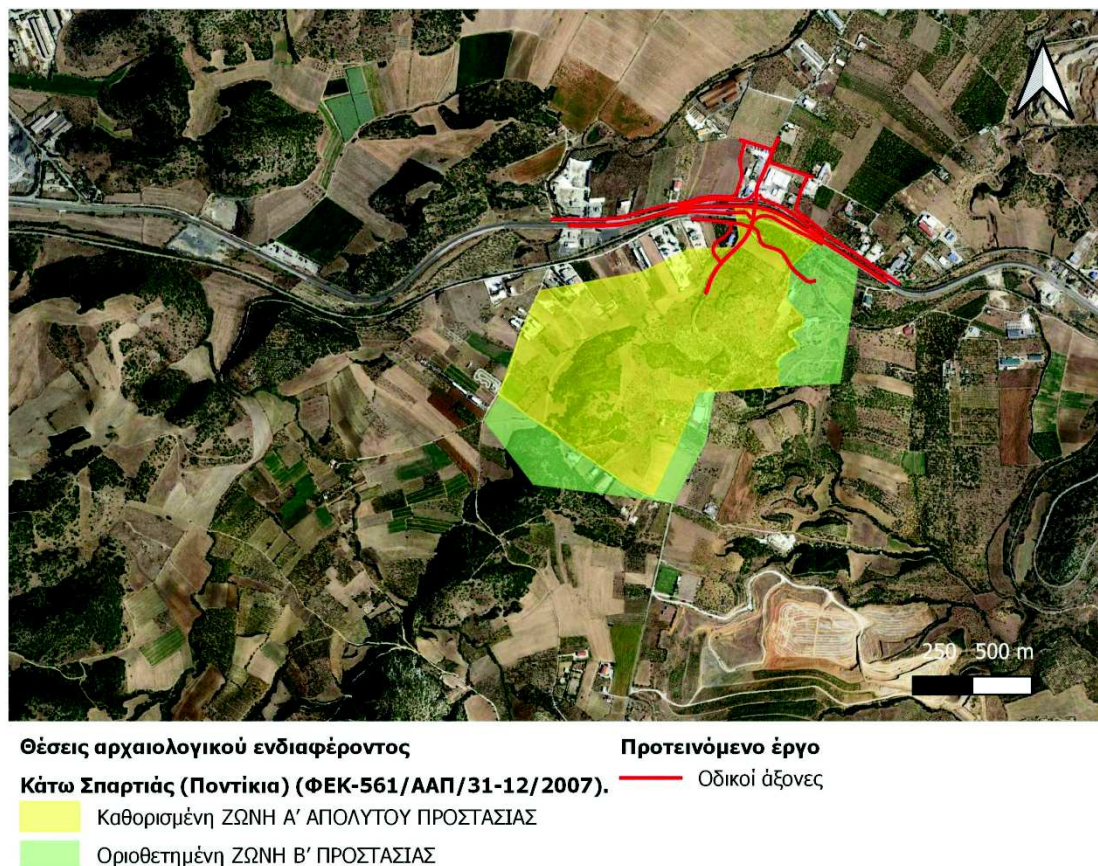 250 500 m
Θέσεις αρχαιολογικού ενδιαφέροντος
Προτεινόμενο έργο
Κάτω Σπαρτιάς (Ποντίκια) (ΦΕΚ-561/ΑΑΠ/31-12/2007).
Οδικοί άξονες
Καθορισμένη ΖΩΝΗ Α' ΑΠΟΛΥΤΟΥ ΠΡΟΣΤΑΣΙΑΣ
Οριοθετημένη ΖΩΝΗ Β' ΠΡΟΣΤΑΣΙΑΣ